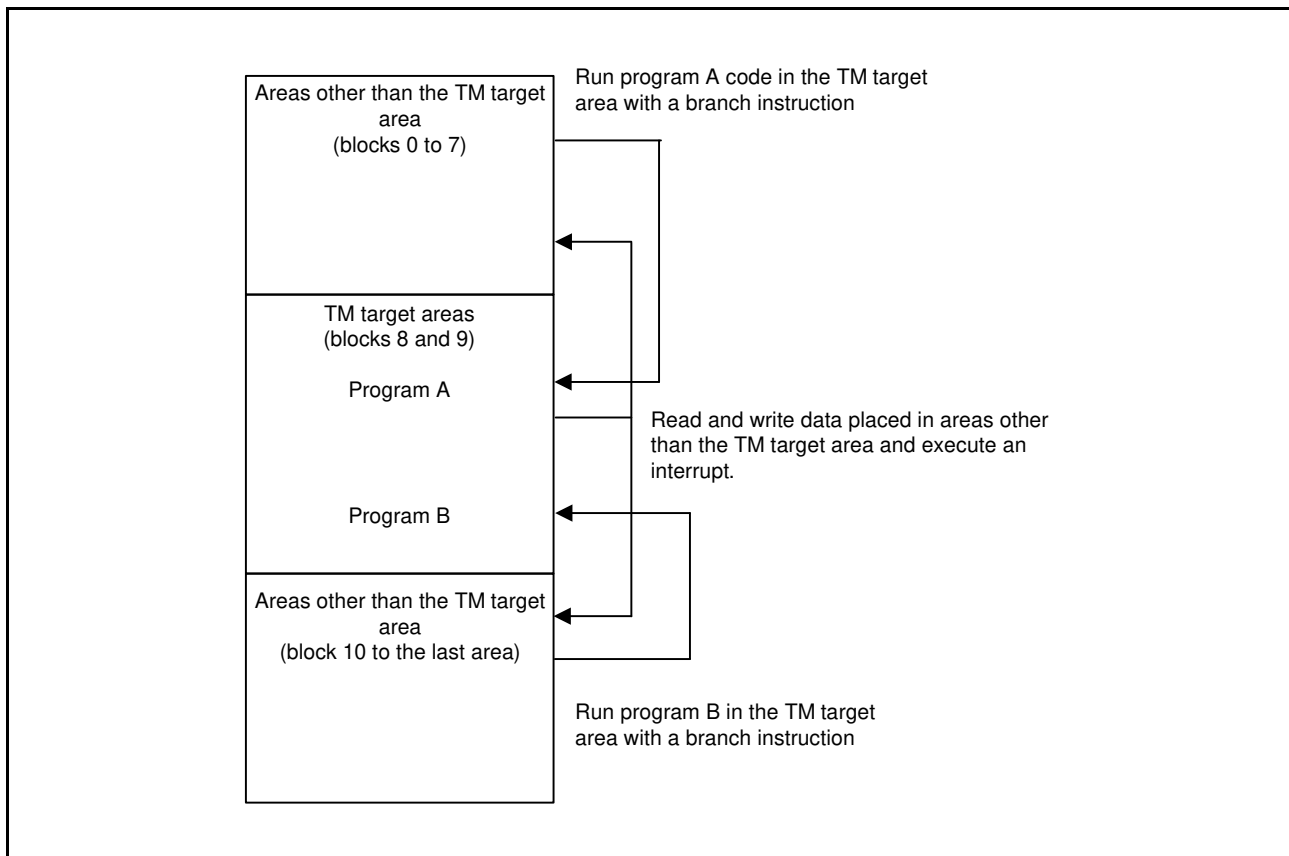 Run program A code in the TM target
area with a branch instruction
Areas other than the TM target
area
(blocks 0 to 7)
TM target areas
(blocks 8 and 9)
Program A
Read and write data placed in areas other
than the TM target area and execute an
interrupt.
Program B
Areas other than the TM target
area
(block 10 to the last area)
Run program B in the TM target
area with a branch instruction